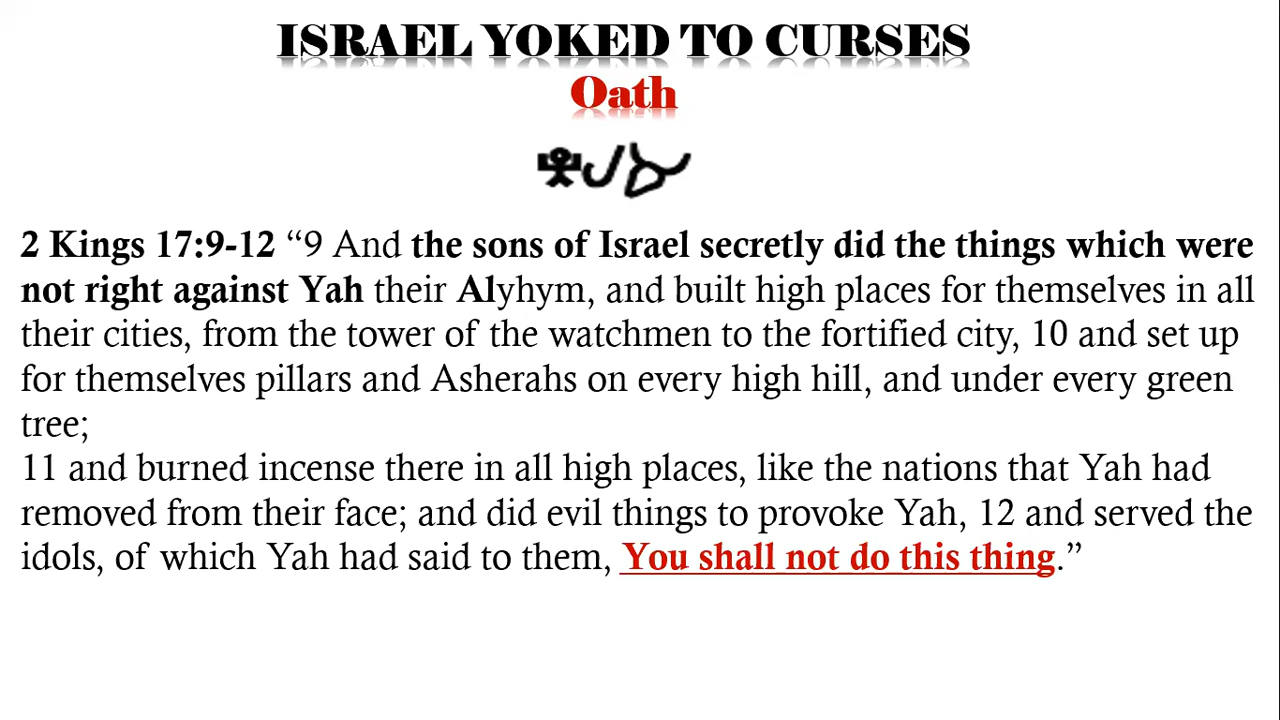 ISRAEL YOKED TO CURSES
Oath
2 Kings 17:9-12 “9 And the sons of Israel secretly did the things which were
not right against Yah their Alyhym, and built high places for themselves in all
their cities, from the tower of the watchmen to the fortified city, 10 and set up
for themselves pillars and Asherahs on every high hill, and under every green
tree;
11 and burned incense there in all high places, like the nations that Yah had
removed from their face; and did evil things to provoke Yah, 12 and served the
idols, of which Yah had said to them, You shall not do this thing.”